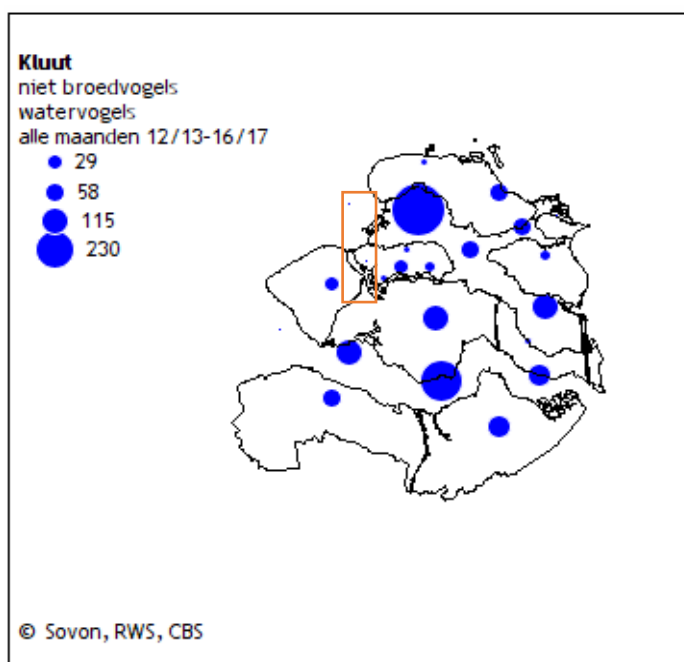 Kluut
niet broedvogels
watervogels
alle maanden 12/13-16/17
29
58
115
230
© Sovon, RWS, CBS